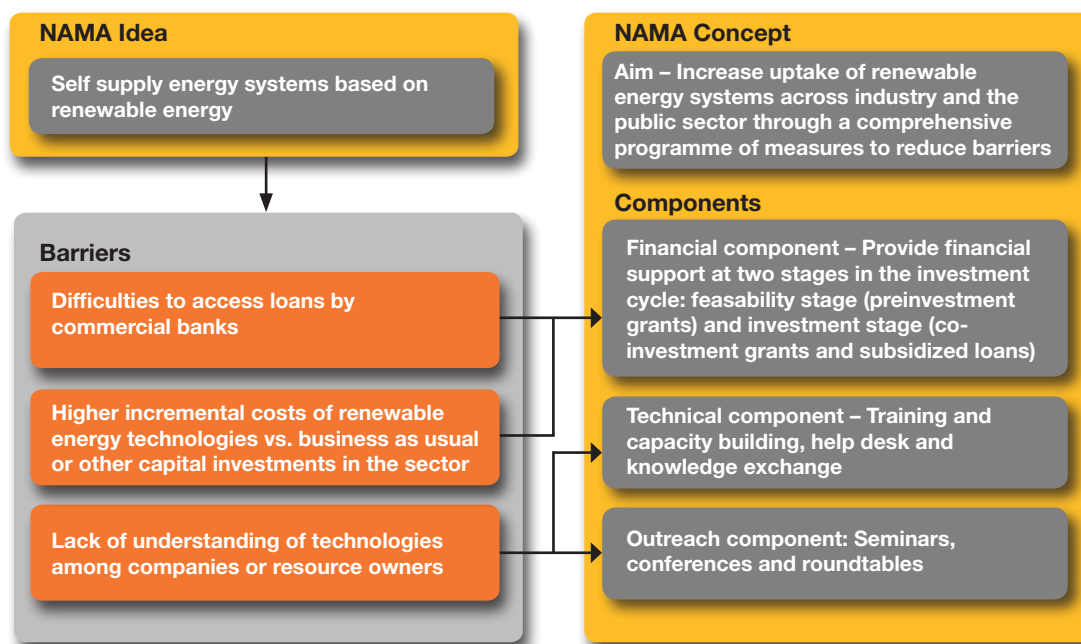 NAMA Idea
Self supply energy systems based on
renewable energy
Barriers
Difficulties to access loans by
commercial banks
Higher incremental costs of renewable
energy technologies vs. business as usual
or other capital investments in the sector
Lack of understanding of technologies
among companies or resource owners
NAMA Concept
Aim – Increase uptake of renewable
energy systems across industry and the
public sector through a comprehensive
programme of measures to reduce barriers
Components
Financial component – Provide financial
support at two stages in the investment
cycle: feasability stage (preinvestment
grants) and investment stage (co-
investment grants and subsidized loans)
Technical component – Training and
capacity building, help desk and
knowledge exchange
Outreach component: Seminars,
conferences and roundtables